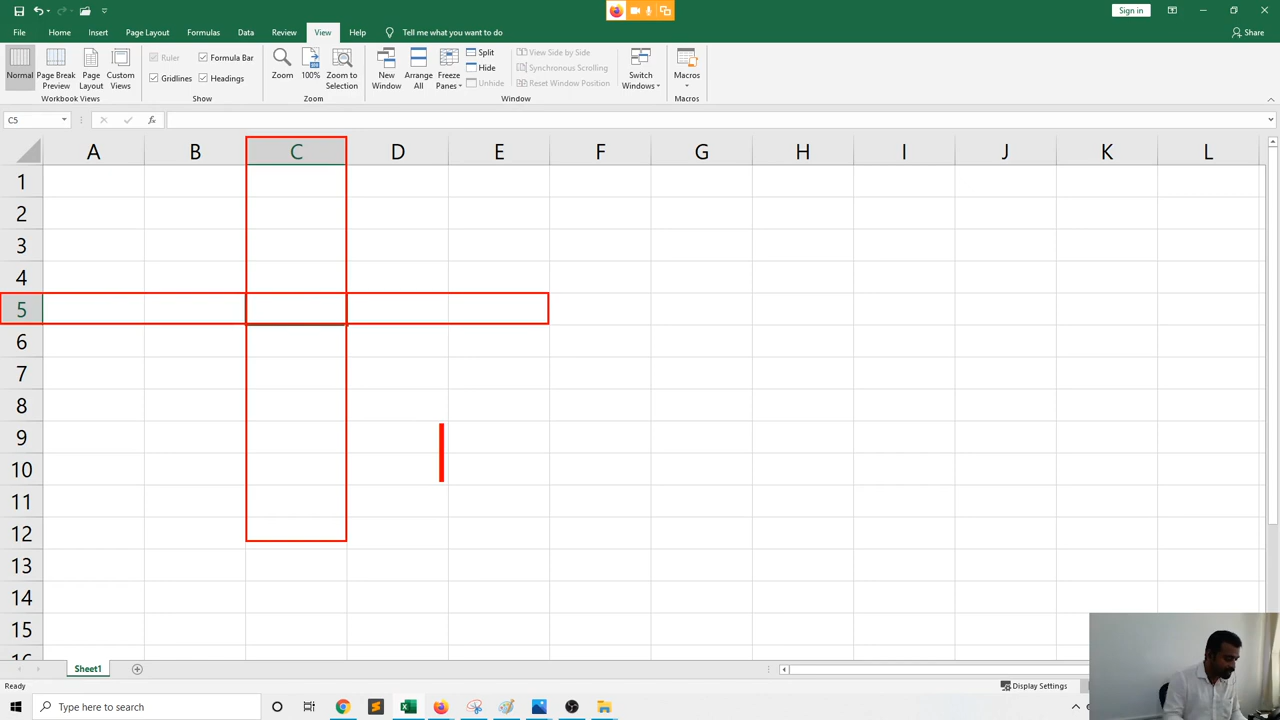 Sign in
File Home Insert Page Layout Formulas Data Review View Help Tell me what you want to do Share
Normal Page Break Preview Page Layout Custom Views
Workbook Views
Ruler Formula Bar
Gridlines Headings
Show
Zoom 100% Zoom to Selection
Zoom
New Window Arrange All Freeze Panes
Split
Hide
Unhide
View Side by Side
Synchronous Scrolling
Reset Window Position
Window
Switch Windows
Macros
Macros
C5 fx
A B C D E F G H I J K L
1
2
3
4
5
6
7
8
9
10
11
12
13
14
15
Sheet1
Ready Display Settings
Type here to search